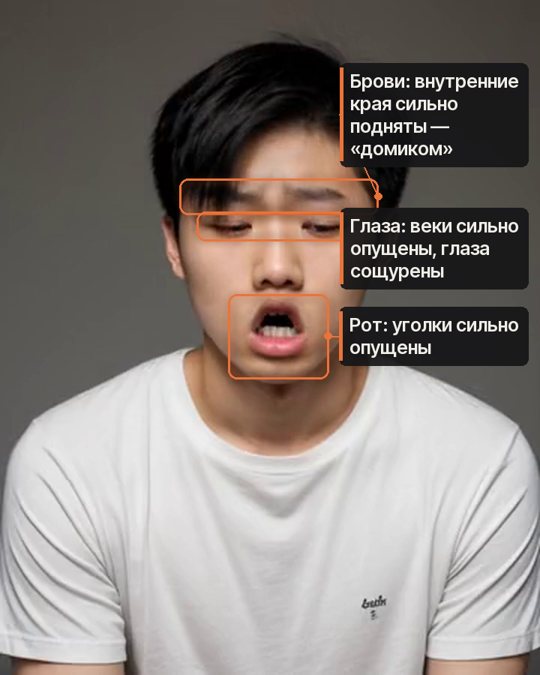 Брови: внутренние
края сильно
подняты —
«домиком»
Глаза: веки сильно
опущены, глаза
сощурены
Рот: уголки сильно
опущены